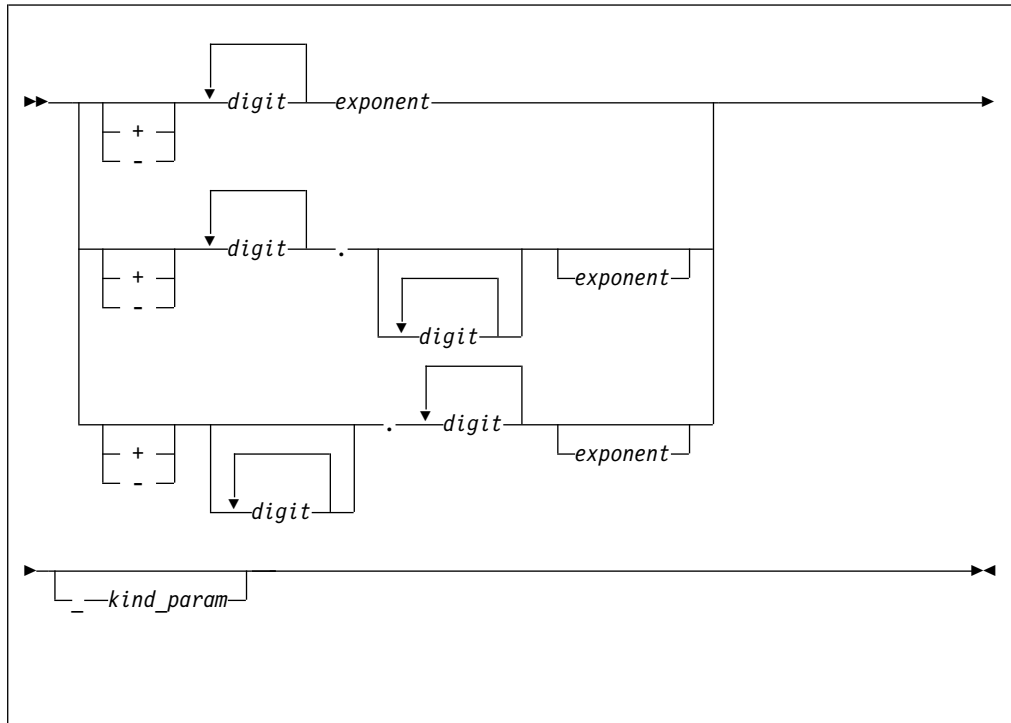 digit exponent
+
-
digit . exponent
+
-
digit
. digit exponent
+
-
digit
_ kind_param